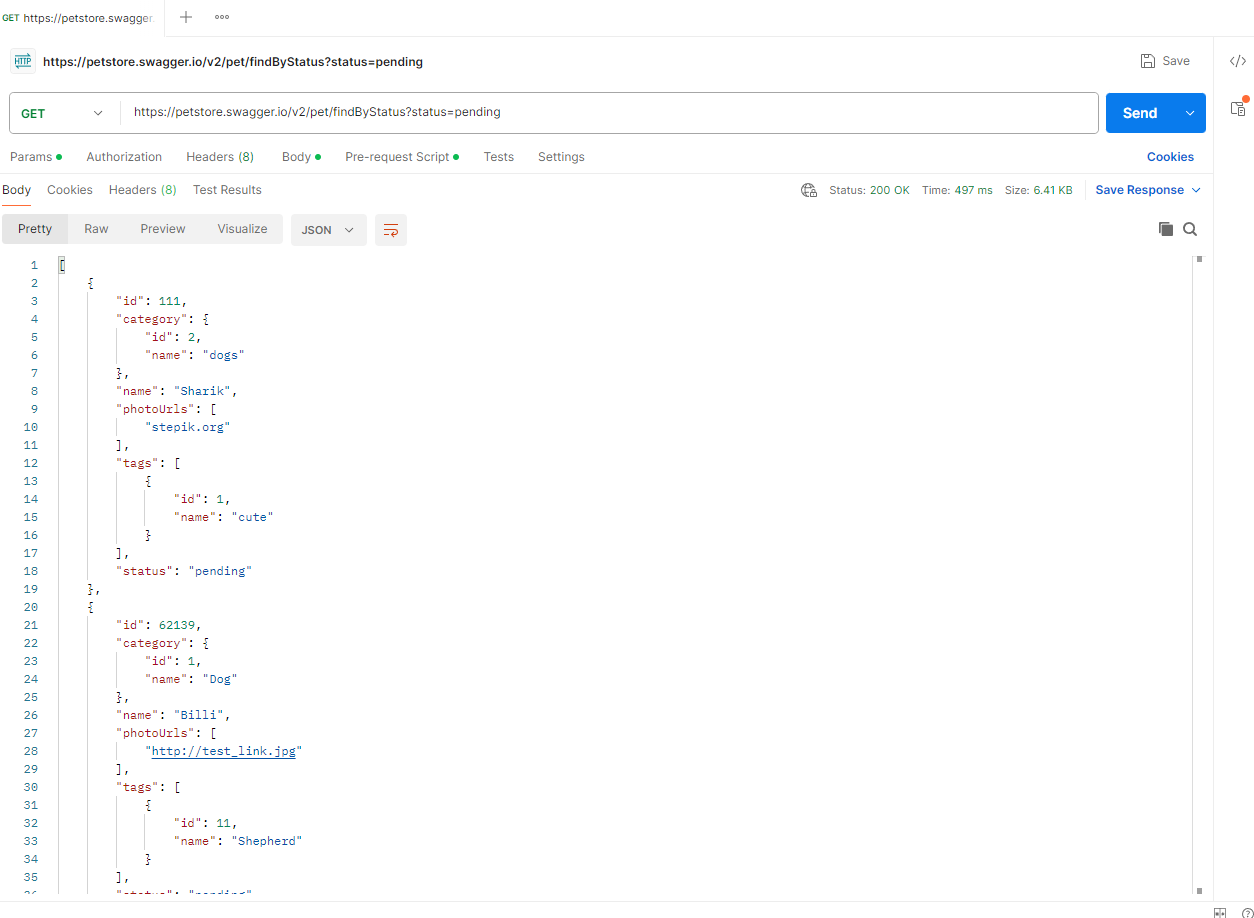 GET https://petstore.swagger.
HTTP https://petstore.swagger.io/v2/pet/findByStatus?status=pending Save </>
GET https://petstore.swagger.io/v2/pet/findByStatus?status=pending Send
Params Authorization Headers (8) Body Pre-request Script Tests Settings Cookies
Body Cookies Headers (8) Test Results Status: 200 OK Time: 497 ms Size: 6.41 KB Save Response
Pretty Raw Preview Visualize JSON
1 [
2 {
3 "id": 111,
4 "category": {
5 "id": 2,
6 "name": "dogs"
7 },
8 "name": "Sharik",
9 "photoUrls": [
10 "stepik.org"
11 ],
12 "tags": [
13 {
14 "id": 1,
15 "name": "cute"
16 }
17 ],
18 "status": "pending"
19 },
20 {
21 "id": 62139,
22 "category": {
23 "id": 1,
24 "name": "Dog"
25 },
26 "name": "Billi",
27 "photoUrls": [
28 "http://test_link.jpg"
29 ],
30 "tags": [
31 {
32 "id": 11,
33 "name": "Shepherd"
34 }
35 ],
36 "status": "pending"